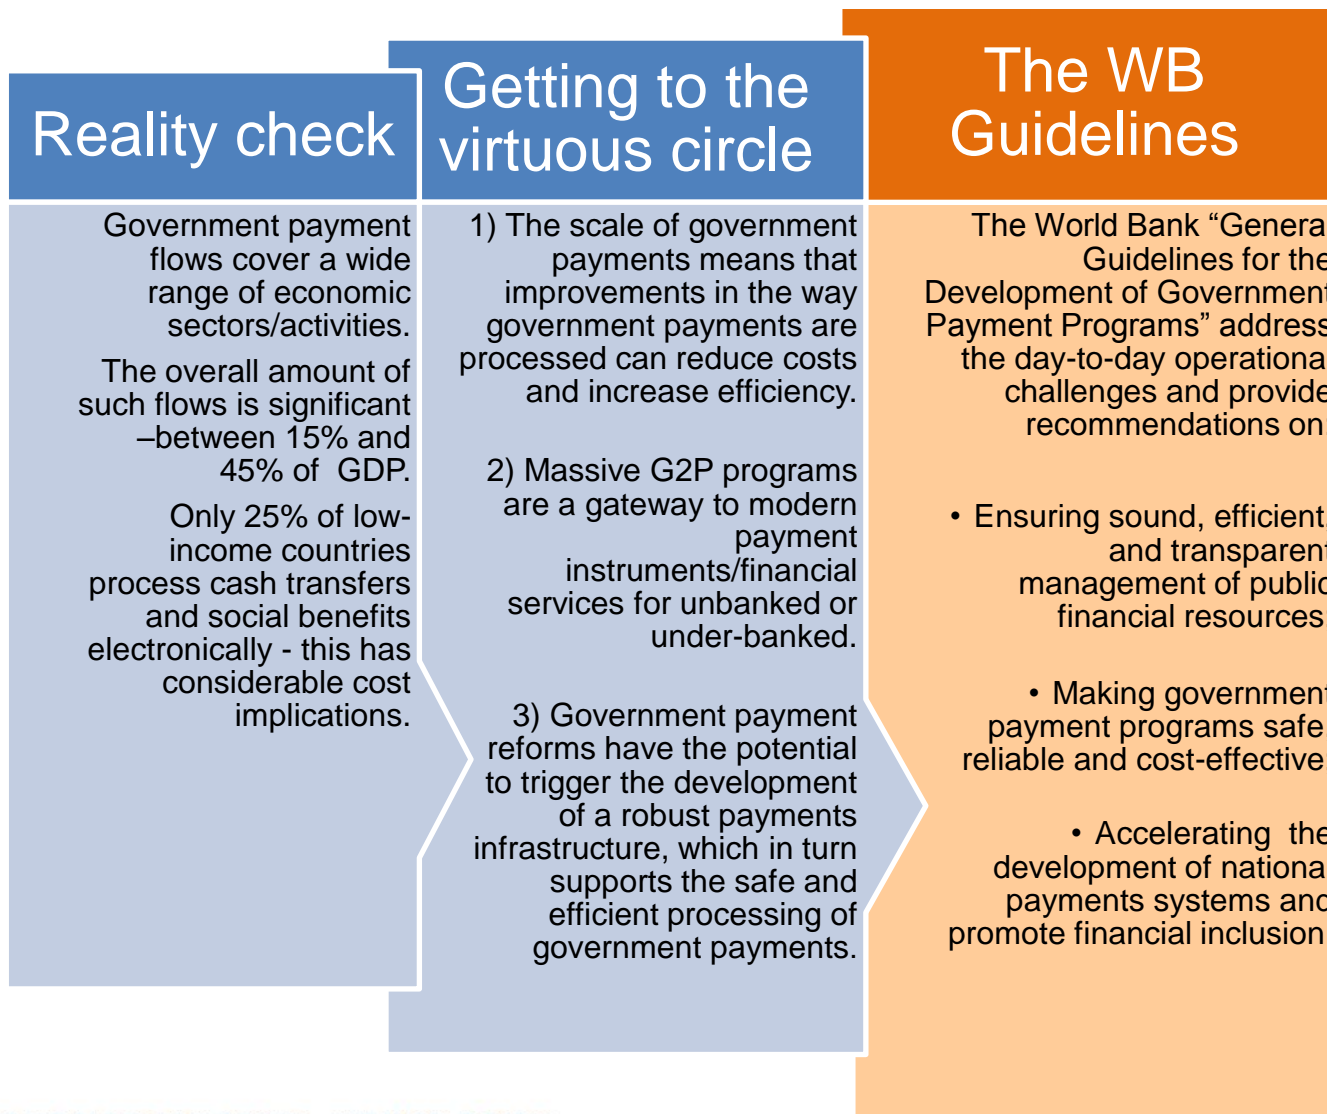 Reality check
Government payment
flows cover a wide
range of economic
sectors/activities.
The overall amount of
such flows is significant
–between 15% and
45% of  GDP.
Only 25% of low-
income countries
process cash transfers
and social benefits
electronically - this has
considerable cost
implications.
Getting to the
virtuous circle
1) The scale of government
payments means that
improvements in the way
government payments are
processed can reduce costs
and increase efficiency.
2) Massive G2P programs
are a gateway to modern
payment
instruments/financial
services for unbanked or
under-banked.
3) Government payment
reforms have the potential
to trigger the development
of a robust payments
infrastructure, which in turn
supports the safe and
efficient processing of
government payments.
The WB
Guidelines
The World Bank “Genera
Guidelines for the
Development of Government
Payment Programs” address
the day-to-day operationa
challenges and provide
recommendations on:
• Ensuring sound, efficient,
and transparent
management of public
financial resources
• Making government
payment programs safe
reliable and cost-effective
• Accelerating  the
development of nationa
payments systems and
promote financial inclusion